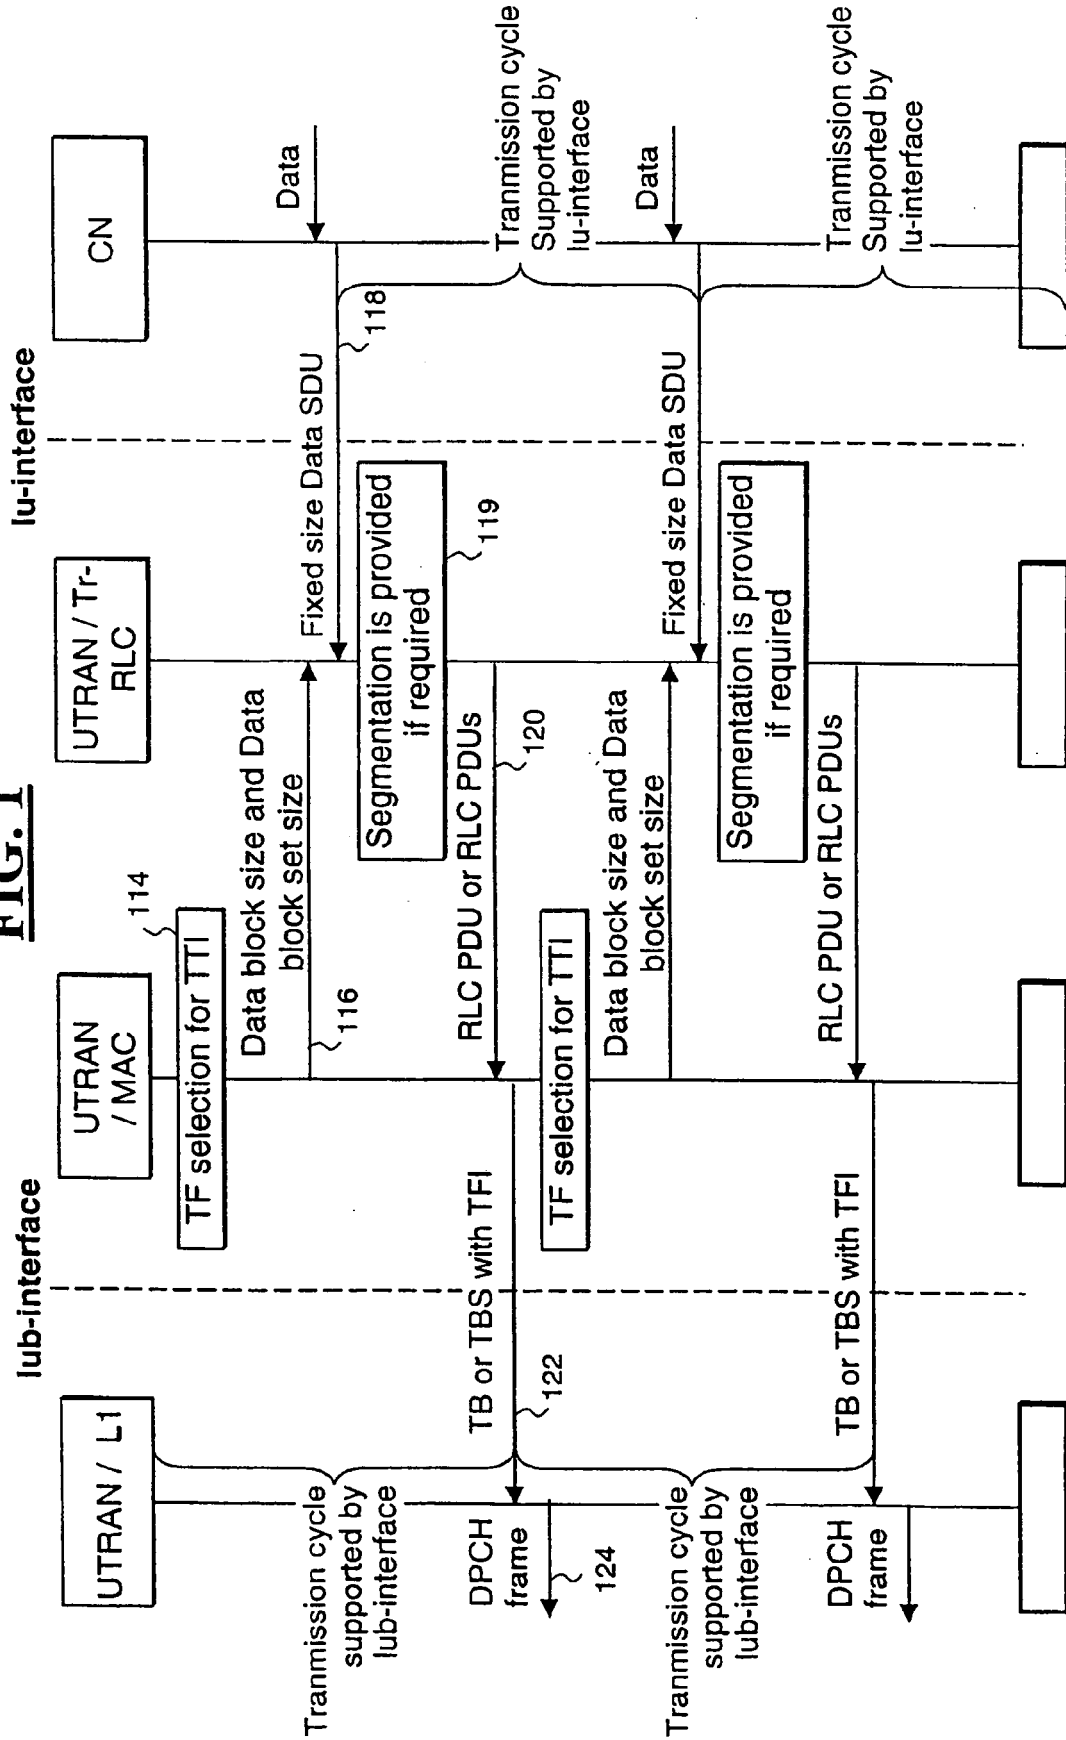 FIG. 1
Iub-interface
Iu-interface
UTRAN / L1
UTRAN
/ MAC
UTRAN / Tr-
RLC
CN
114
TF selection for TTI
Data block size and Data
block set size
116
Data
Fixed size Data SDU
118
Segmentation is provided
if required
119
RLC PDU or RLC PDUs
120
TB or TBS with TFI
122
Tranmission cycle
supported by
Iub-interface
DPCH
frame
124
Tranmission cycle
Supported by
Iu-interface
TF selection for TTI
Data block size and Data
block set size
Data
Fixed size Data SDU
Segmentation is provided
if required
RLC PDU or RLC PDUs
TB or TBS with TFI
Tranmission cycle
supported by
Iub-interface
DPCH
frame
Tranmission cycle
Supported by
Iu-interface